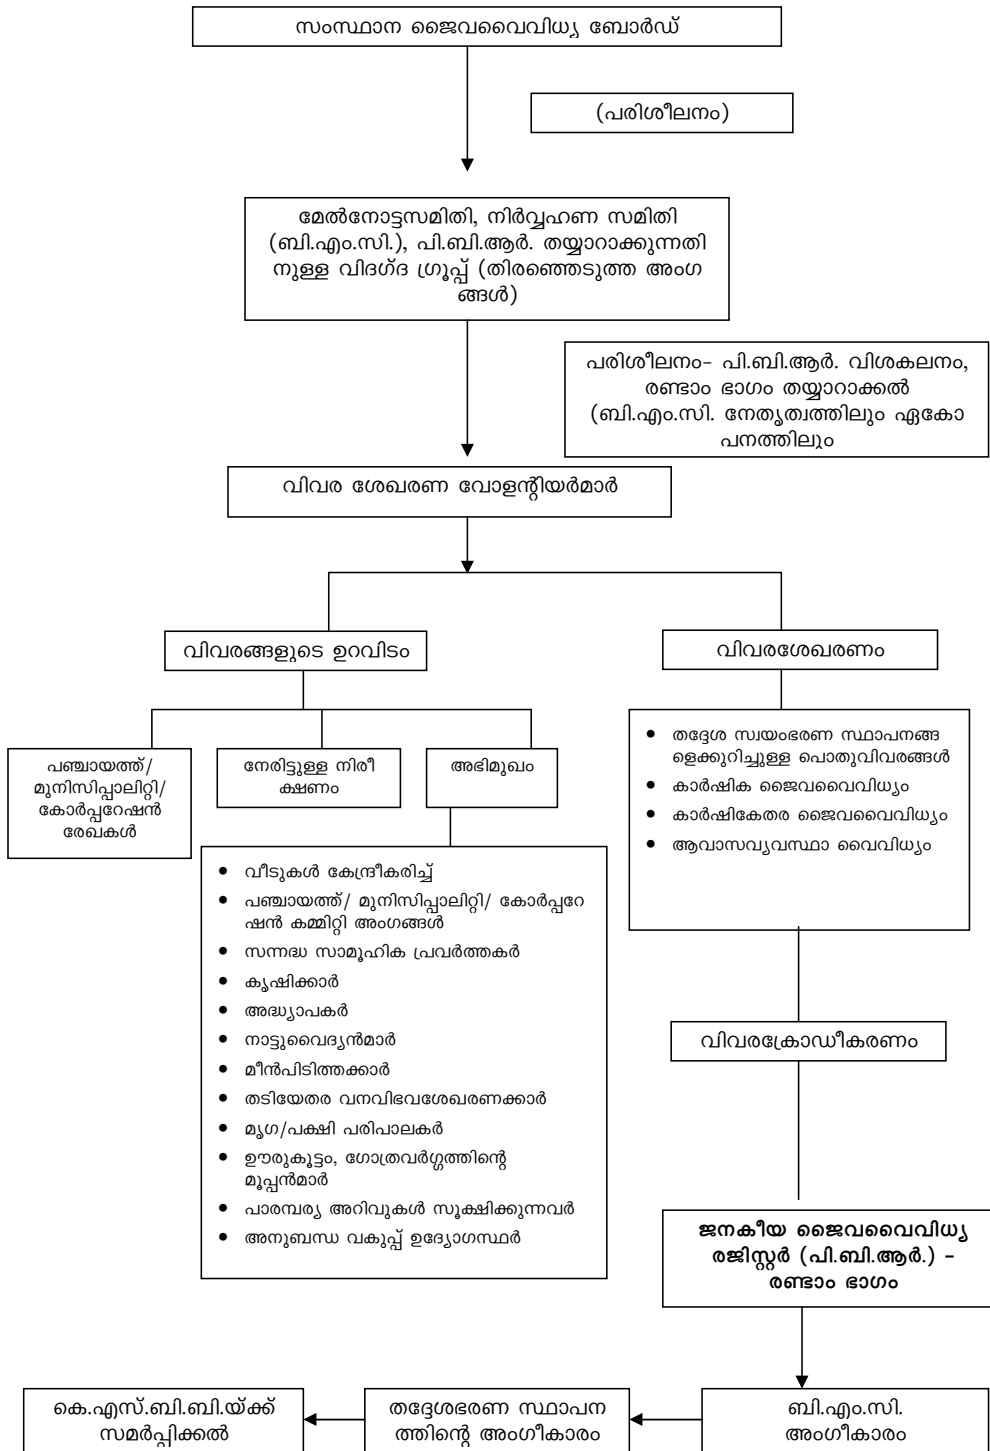 സംസ്ഥാന ജൈവവൈവിധ്യ ബോർഡ്
(പരിശീലനം)
മേൽനോട്ടസമിതി, നിർവ്വഹണ സമിതി
(ബി.എം.സി.), പി.ബി.ആർ. തയ്യാറാക്കുന്നതി
നുള്ള വിദഗ്ദ ഗ്രൂപ്പ് (തിരഞ്ഞെടുത്ത അംഗ
ങ്ങൾ)
പരിശീലനം- പി.ബി.ആർ. വിശകലനം,
രണ്ടാം ഭാഗം തയ്യാറാക്കൽ
(ബി.എം.സി. നേതൃത്വത്തിലും ഏകോ
പനത്തിലും
വിവര ശേഖരണ വോളന്റിയർമാർ
വിവരങ്ങളുടെ ഉറവിടം
വിവരശേഖരണം
പഞ്ചായത്ത്/
മുനിസിപ്പാലിറ്റി/
കോർപ്പറേഷൻ
രേഖകൾ
നേരിട്ടുള്ള നിരീ
ക്ഷണം
അഭിമുഖം
• തദ്ദേശ സ്വയംഭരണ സ്ഥാപനങ്ങ
ളെക്കുറിച്ചുള്ള പൊതുവിവരങ്ങൾ
• കാർഷിക ജൈവവൈവിധ്യം
• കാർഷികേതര ജൈവവൈവിധ്യം
• ആവാസവ്യവസ്ഥാ വൈവിധ്യം
• വീടുകൾ കേന്ദ്രീകരിച്ച്
• പഞ്ചായത്ത്/ മുനിസിപ്പാലിറ്റി/ കോർപ്പറേ
ഷൻ കമ്മിറ്റി അംഗങ്ങൾ
• സന്നദ്ധ സാമൂഹിക പ്രവർത്തകർ
• കൃഷിക്കാർ
• അദ്ധ്യാപകർ
• നാട്ടുവൈദ്യൻമാർ
• മീൻപിടിത്തക്കാർ
• തടിയേതര വനവിഭവശേഖരണക്കാർ
• മൃഗ/പക്ഷി പരിപാലകർ
• ഊരുകൂട്ടം, ഗോത്രവർഗ്ഗത്തിന്റെ
മൂപ്പൻമാർ
• പാരമ്പര്യ അറിവുകൾ സൂക്ഷിക്കുന്നവർ
• അനുബന്ധ വകുപ്പ് ഉദ്യോഗസ്ഥർ
വിവരക്രോഡീകരണം
ജനകീയ ജൈവവൈവിധ്യ
രജിസ്റ്റർ (പി.ബി.ആർ.) -
രണ്ടാം ഭാഗം
ബി.എം.സി.
അംഗീകാരം
തദ്ദേശഭരണ സ്ഥാപന
ത്തിന്റെ അംഗീകാരം
കെ.എസ്.ബി.ബി.യ്ക്ക്
സമർപ്പിക്കൽ